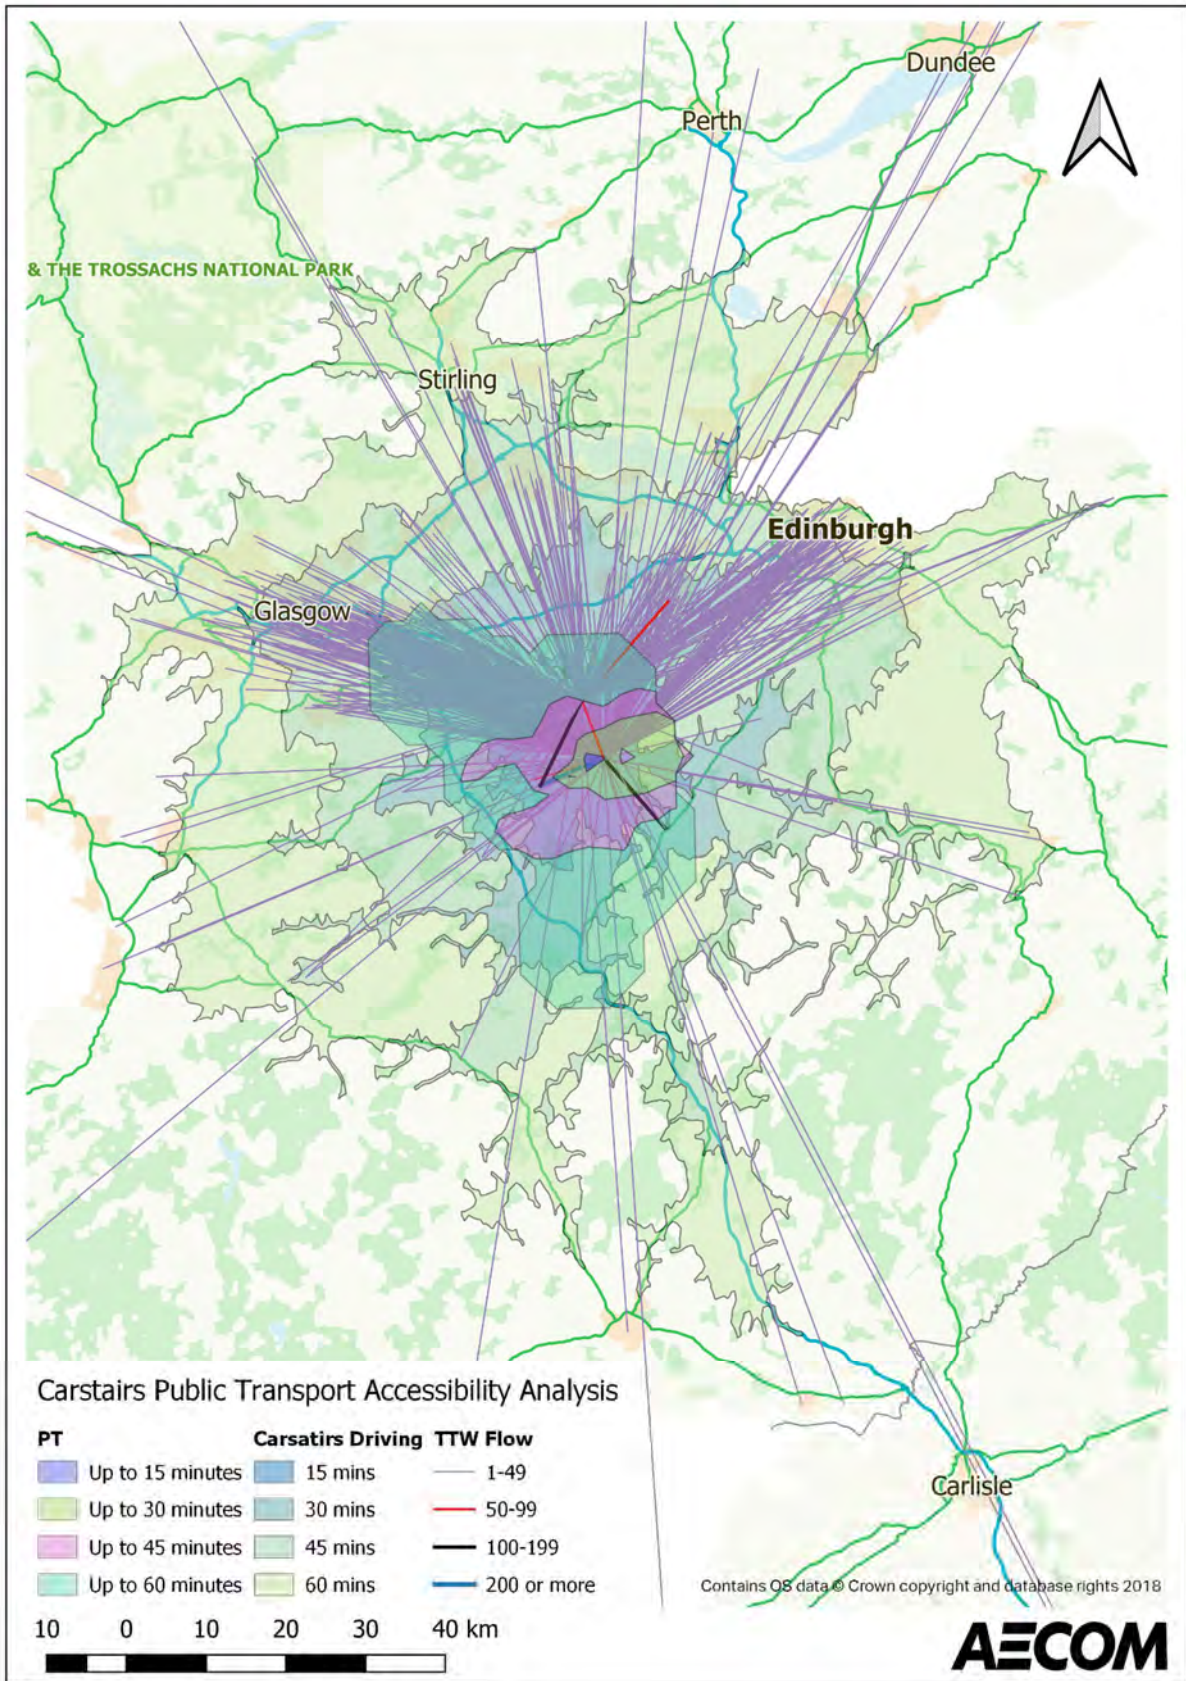 Dundee
Perth
& THE TROSSACHS NATIONAL PARK
Stirling
Edinburgh
Glasgow
Carstairs Public Transport Accessibility Analysis
PT Carsatirs Driving TTW Flow
Up to 15 minutes 15 mins 1-49
Up to 30 minutes 30 mins 50-99
Up to 45 minutes 45 mins 100-199
Up to 60 minutes 60 mins 200 or more
Carlisle
Contains OS data © Crown copyright and database rights 2018
10 0 10 20 30 40 km
AECOM